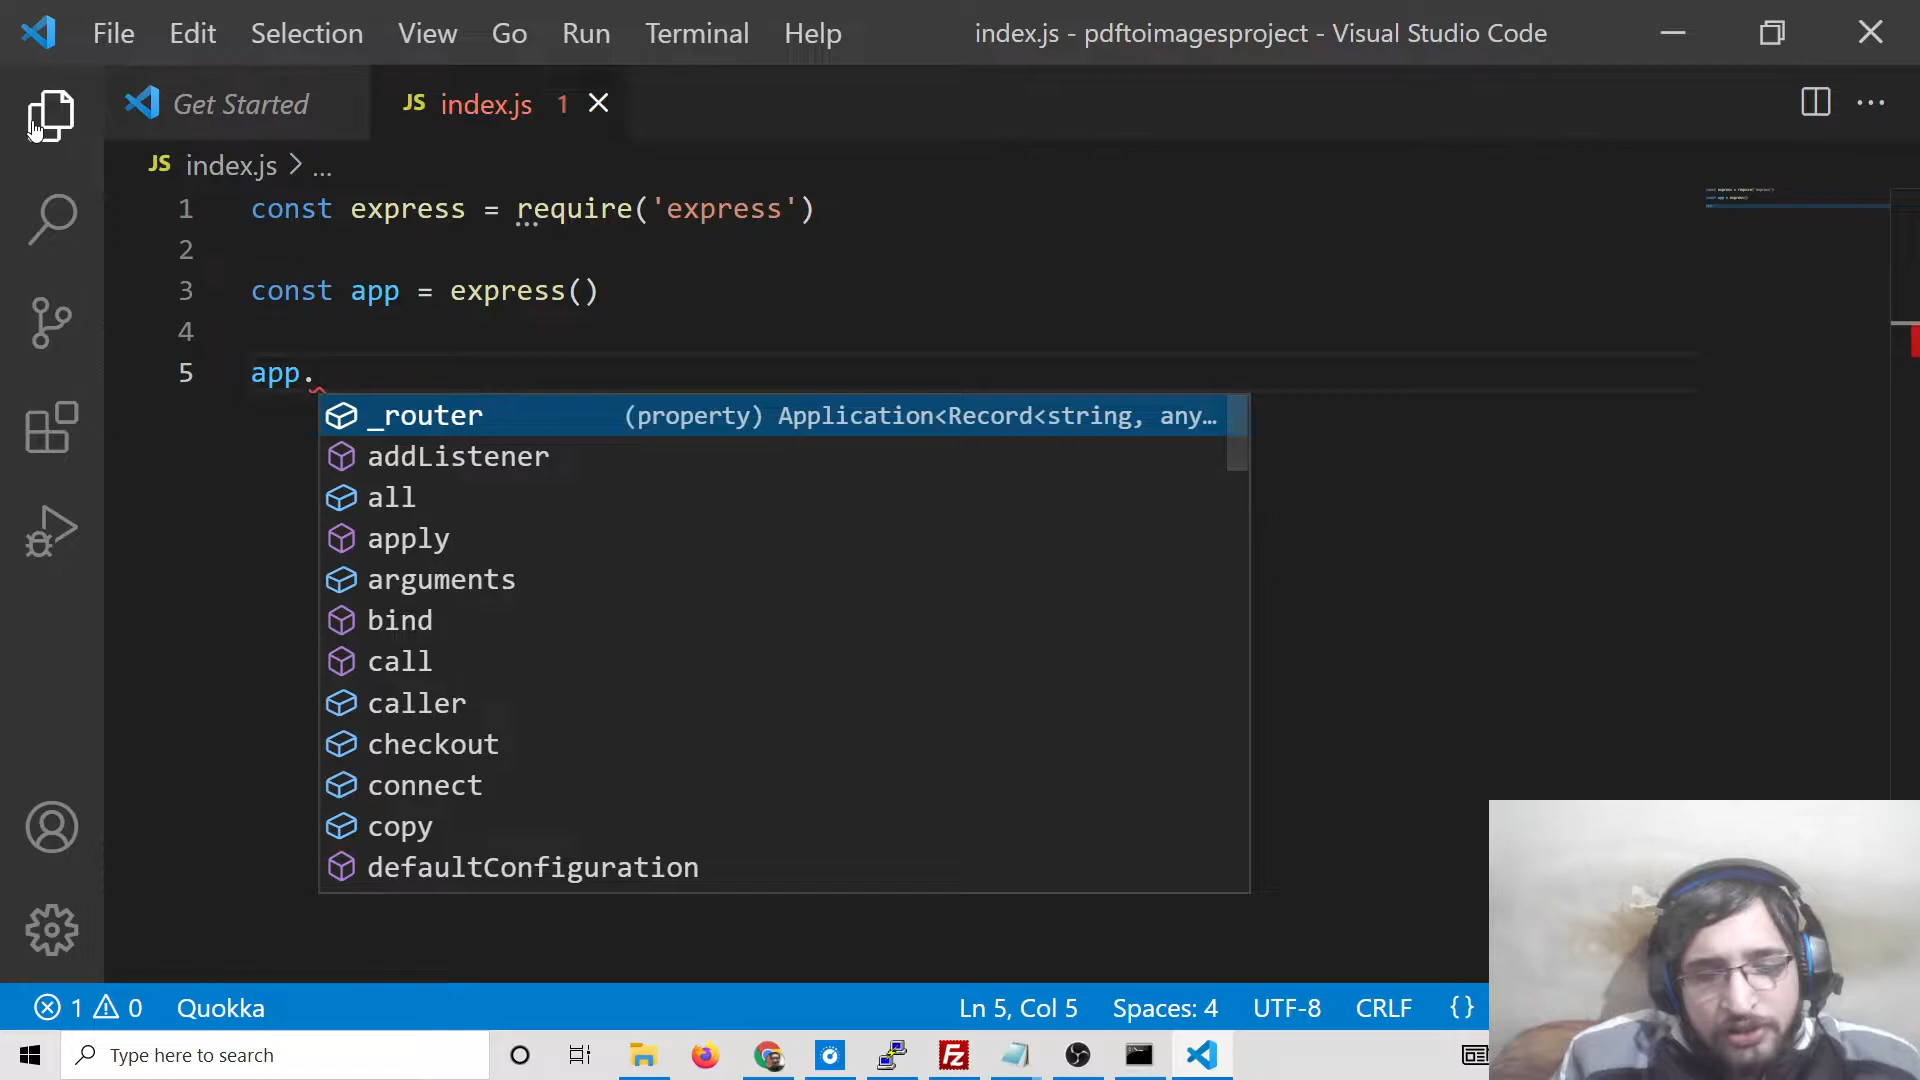 File Edit Selection View Go Run Terminal Help index.js - pdftoimagesproject - Visual Studio Code
Get Started JS index.js 1
JS index.js > ...
1 const express = require('express')
2
3 const app = express()
4
5 app.
_router (property) Application<Record<string, any…
addListener
all
apply
arguments
bind
call
caller
checkout
connect
copy
defaultConfiguration
1 0 Quokka Ln 5, Col 5 Spaces: 4 UTF-8 CRLF {}
Type here to search